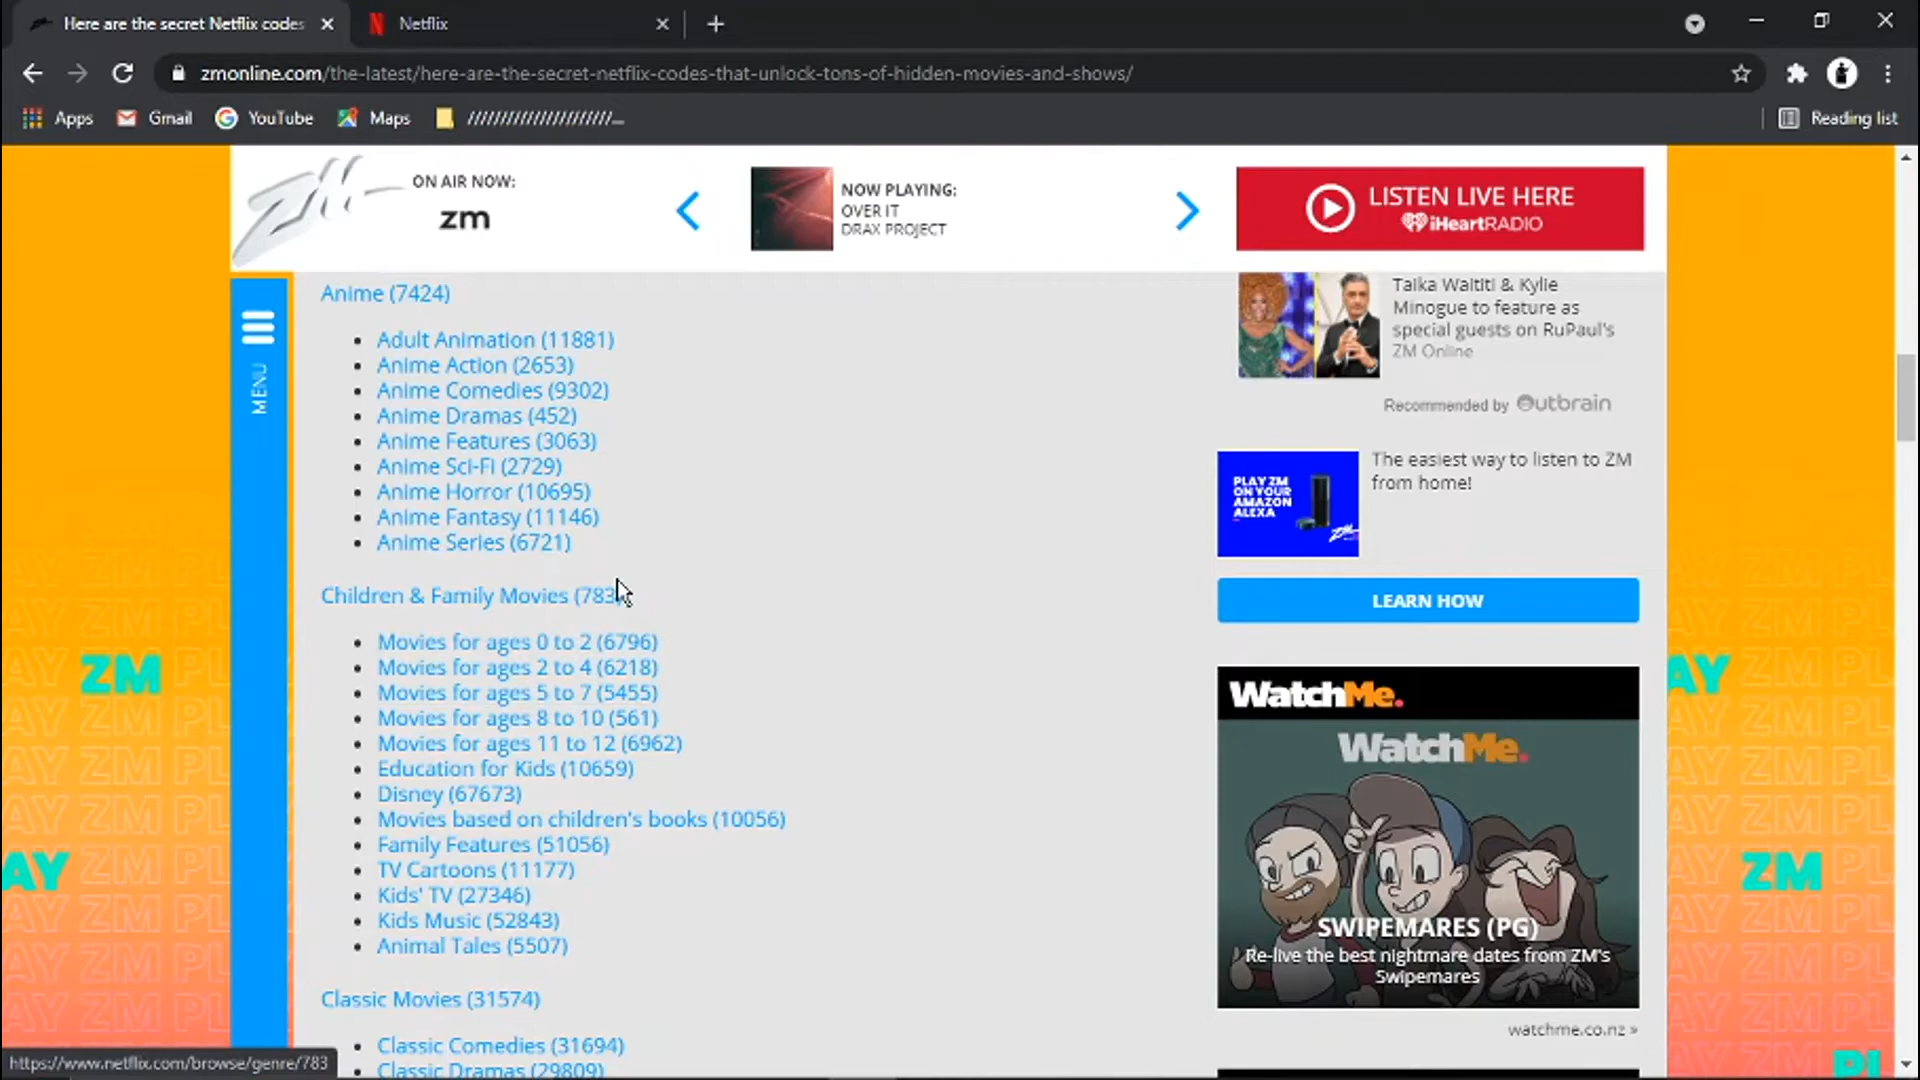 Here are the secret Netflix codes
Netflix
zmonline.com/the-latest/here-are-the-secret-netflix-codes-that-unlock-tons-of-hidden-movies-and-shows/
Apps
Gmail
YouTube
Maps
Reading list
ZM
ON AIR NOW:
zm
NOW PLAYING:
OVER IT
DRAX PROJECT
LISTEN LIVE HERE
iHeartRADIO
MENU
Anime (7424)
Adult Animation (11881)
Anime Action (2653)
Anime Comedies (9302)
Anime Dramas (452)
Anime Features (3063)
Anime Sci-Fi (2729)
Anime Horror (10695)
Anime Fantasy (11146)
Anime Series (6721)
Children & Family Movies (783
Movies for ages 0 to 2 (6796)
Movies for ages 2 to 4 (6218)
Movies for ages 5 to 7 (5455)
Movies for ages 8 to 10 (561)
Movies for ages 11 to 12 (6962)
Education for Kids (10659)
Disney (67673)
Movies based on children's books (10056)
Family Features (51056)
TV Cartoons (11177)
Kids' TV (27346)
Kids Music (52843)
Animal Tales (5507)
Classic Movies (31574)
Classic Comedies (31694)
Classic Dramas (29809)
Taika Waititi & Kylie
Minogue to feature as
special guests on RuPaul's
ZM Online
Recommended by Outbrain
PLAY ZM
ON YOUR
AMAZON
ALEXA
ZM
The easiest way to listen to ZM
from home!
LEARN HOW
WatchMe.
WatchMe.
SWIPEMARES (PG)
Re-live the best nightmare dates from ZM's
Swipemares
watchme.co.nz »
https://www.netflix.com/browse/genre/783